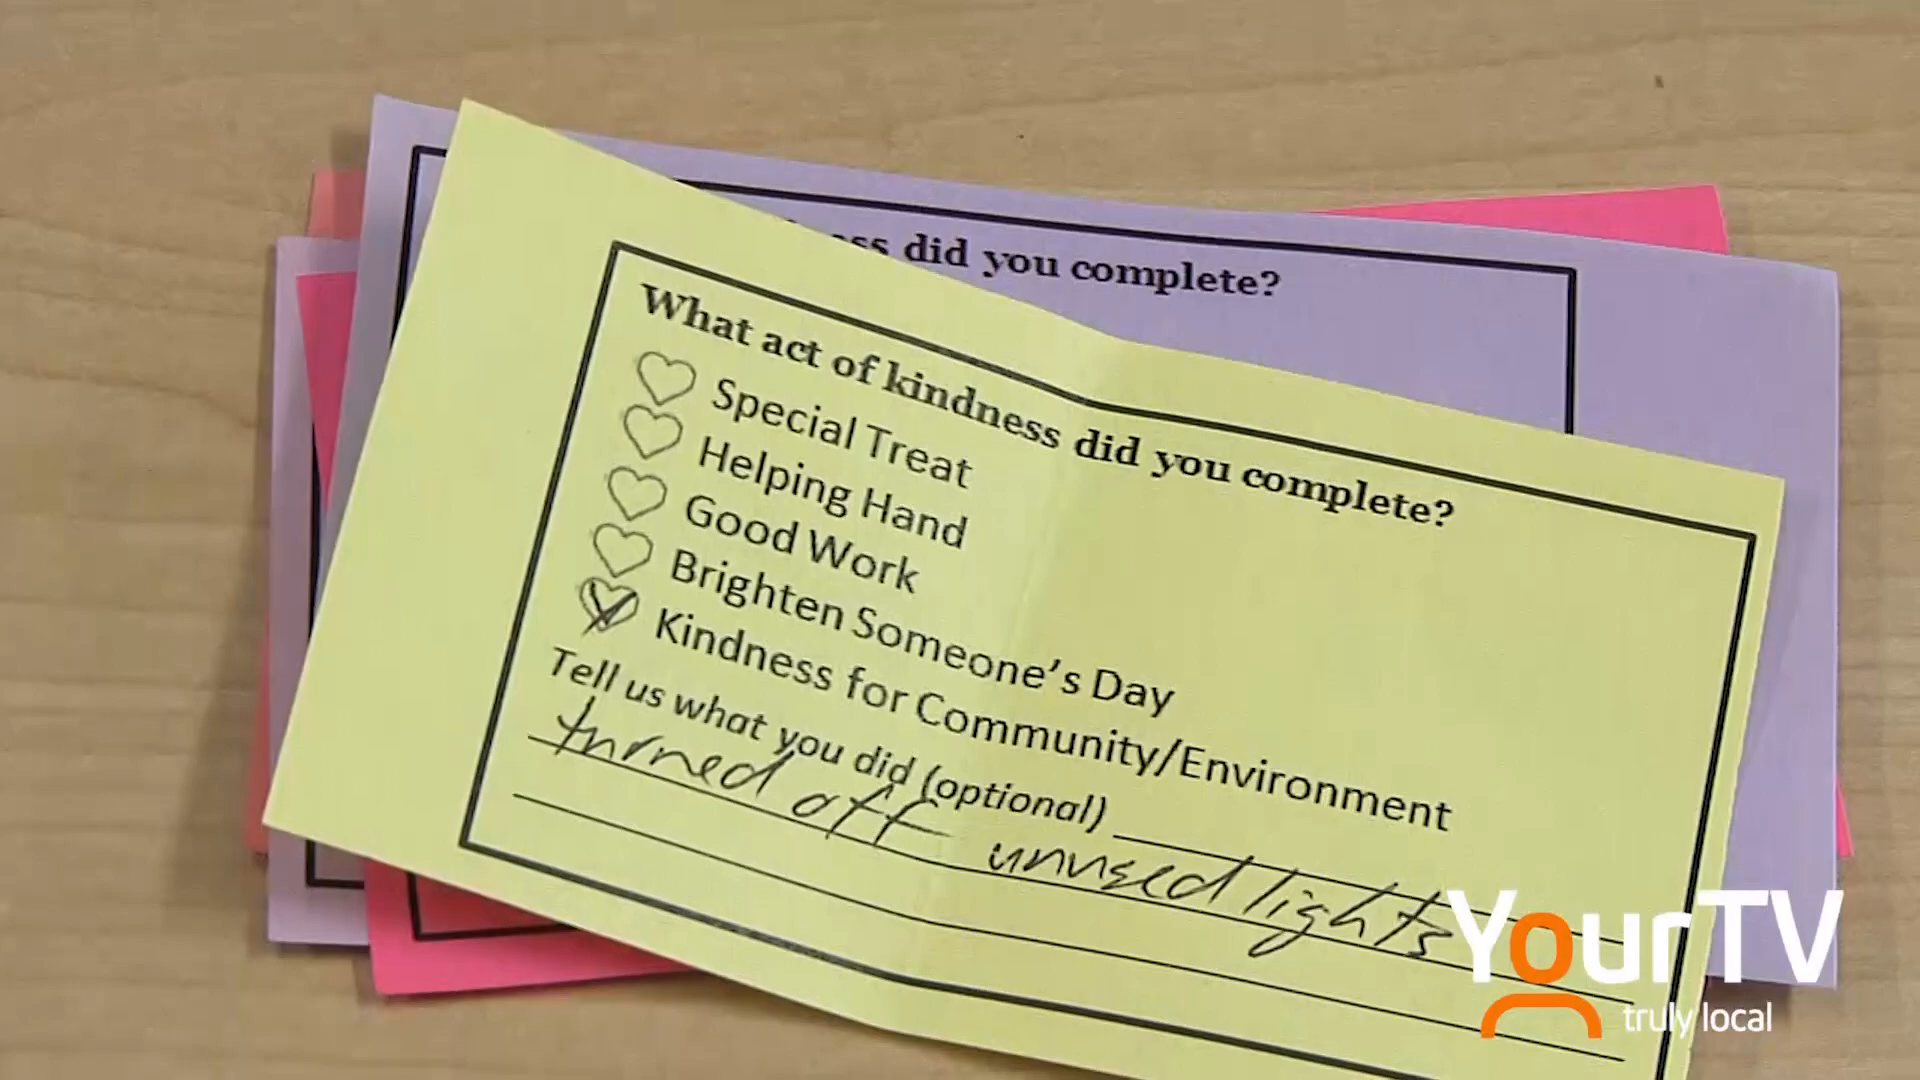 did you complete?
What act of kindness did you complete?
Special Treat
Helping Hand
Good Work
Brighten Someone's Day
Kindness for Community/Environment
Tell us what you did (optional)
turned off unused lights
YourTV
truly local